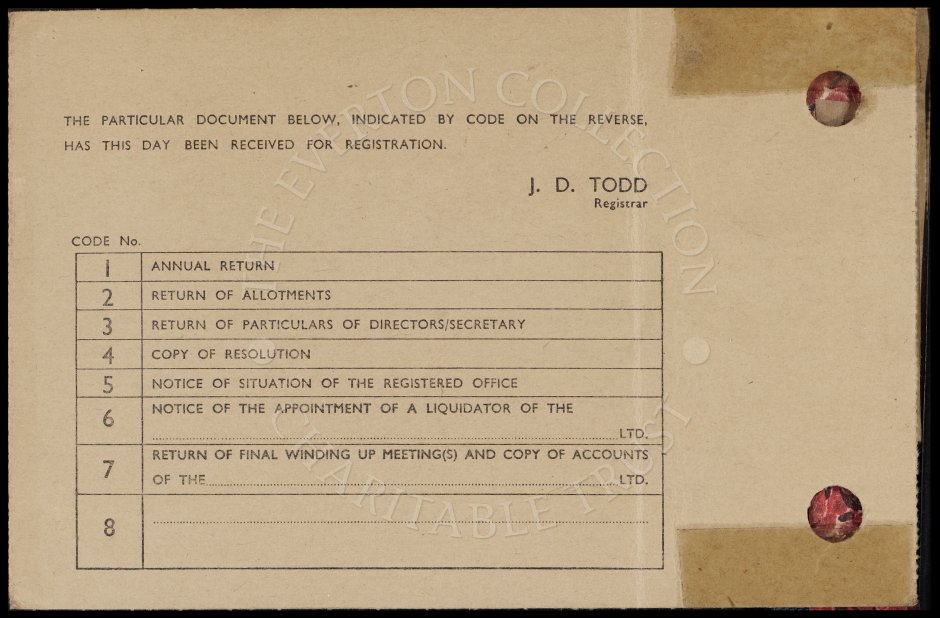 THE PARTICULAR DOCUMENT BELOW, INDICATED BY CODE ON THE REVERSE,
HAS THIS DAY BEEN RECEIVED FOR REGISTRATION.
J. D. TODD
Registrar
CODE No.
1 ANNUAL RETURN
2 RETURN OF ALLOTMENTS
3 RETURN OF PARTICULARS OF DIRECTORS/SECRETARY
4 COPY OF RESOLUTION
5 NOTICE OF SITUATION OF THE REGISTERED OFFICE
6 NOTICE OF THE APPOINTMENT OF A LIQUIDATOR OF THE
LTD.
7 RETURN OF FINAL WINDING UP MEETING(S) AND COPY OF ACCOUNTS
OF THE LTD.
8
THE EVERTON COLLECTION
CHARITABLE TRUST